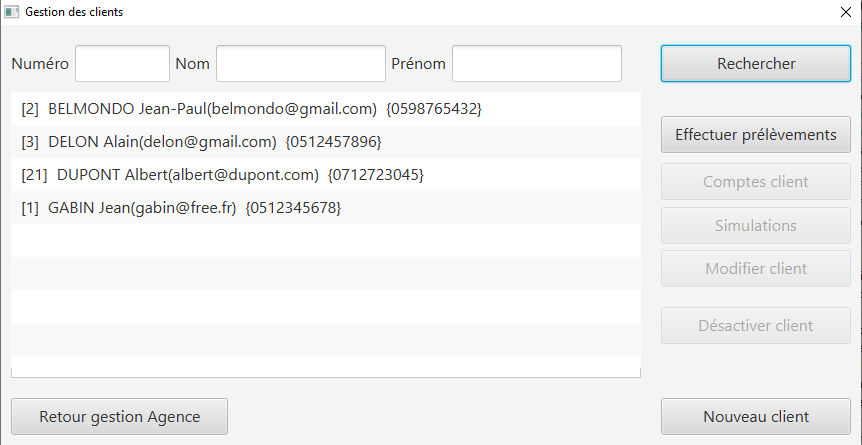 Gestion des clients
Numéro Nom Prénom Rechercher
[2] BELMONDO Jean-Paul(belmondo@gmail.com) {0598765432}
[3] DELON Alain(delon@gmail.com) {0512457896}
[21] DUPONT Albert(albert@dupont.com) {0712723045}
[1] GABIN Jean(gabin@free.fr) {0512345678}
Effectuer prélèvements
Comptes client
Simulations
Modifier client
Désactiver client
Retour gestion Agence
Nouveau client